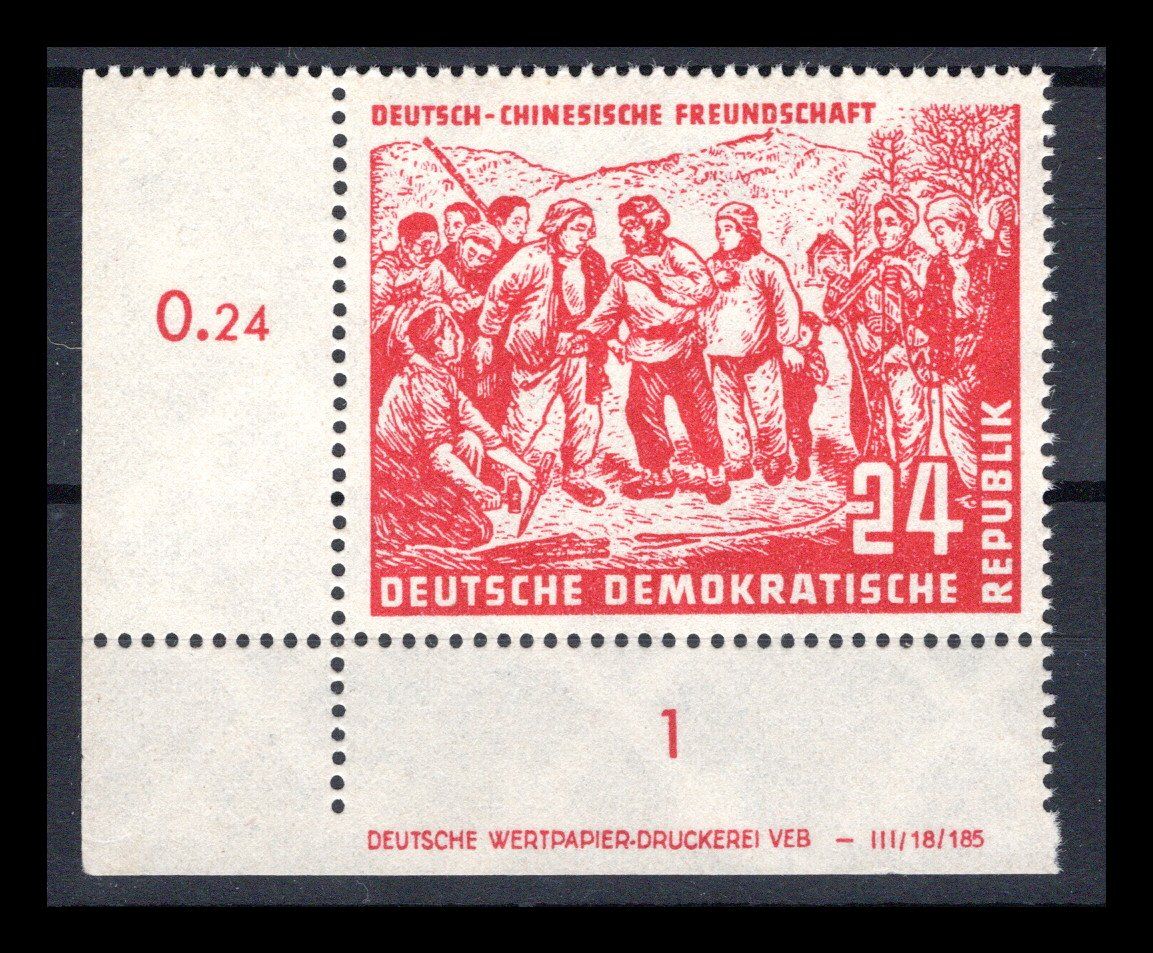 DEUTSCH-CHINESISCHE FREUNDSCHAFT
0.24
24
DEUTSCHE DEMOKRATISCHE
REPUBLIK
1
DEUTSCHE WERTPAPIER-DRUCKEREI VEB – III/18/185